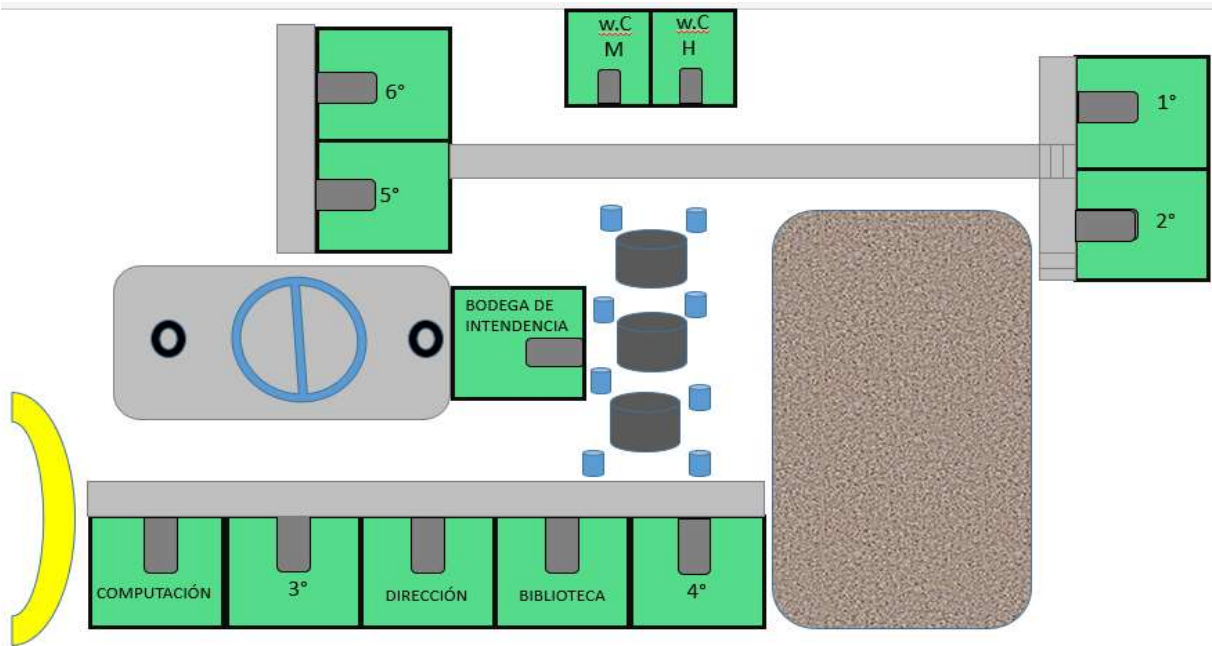 w.C
M
w.C
H
6°
5°
1°
2°
BODEGA DE
INTENDENCIA
COMPUTACIÓN
3°
DIRECCIÓN
BIBLIOTECA
4°